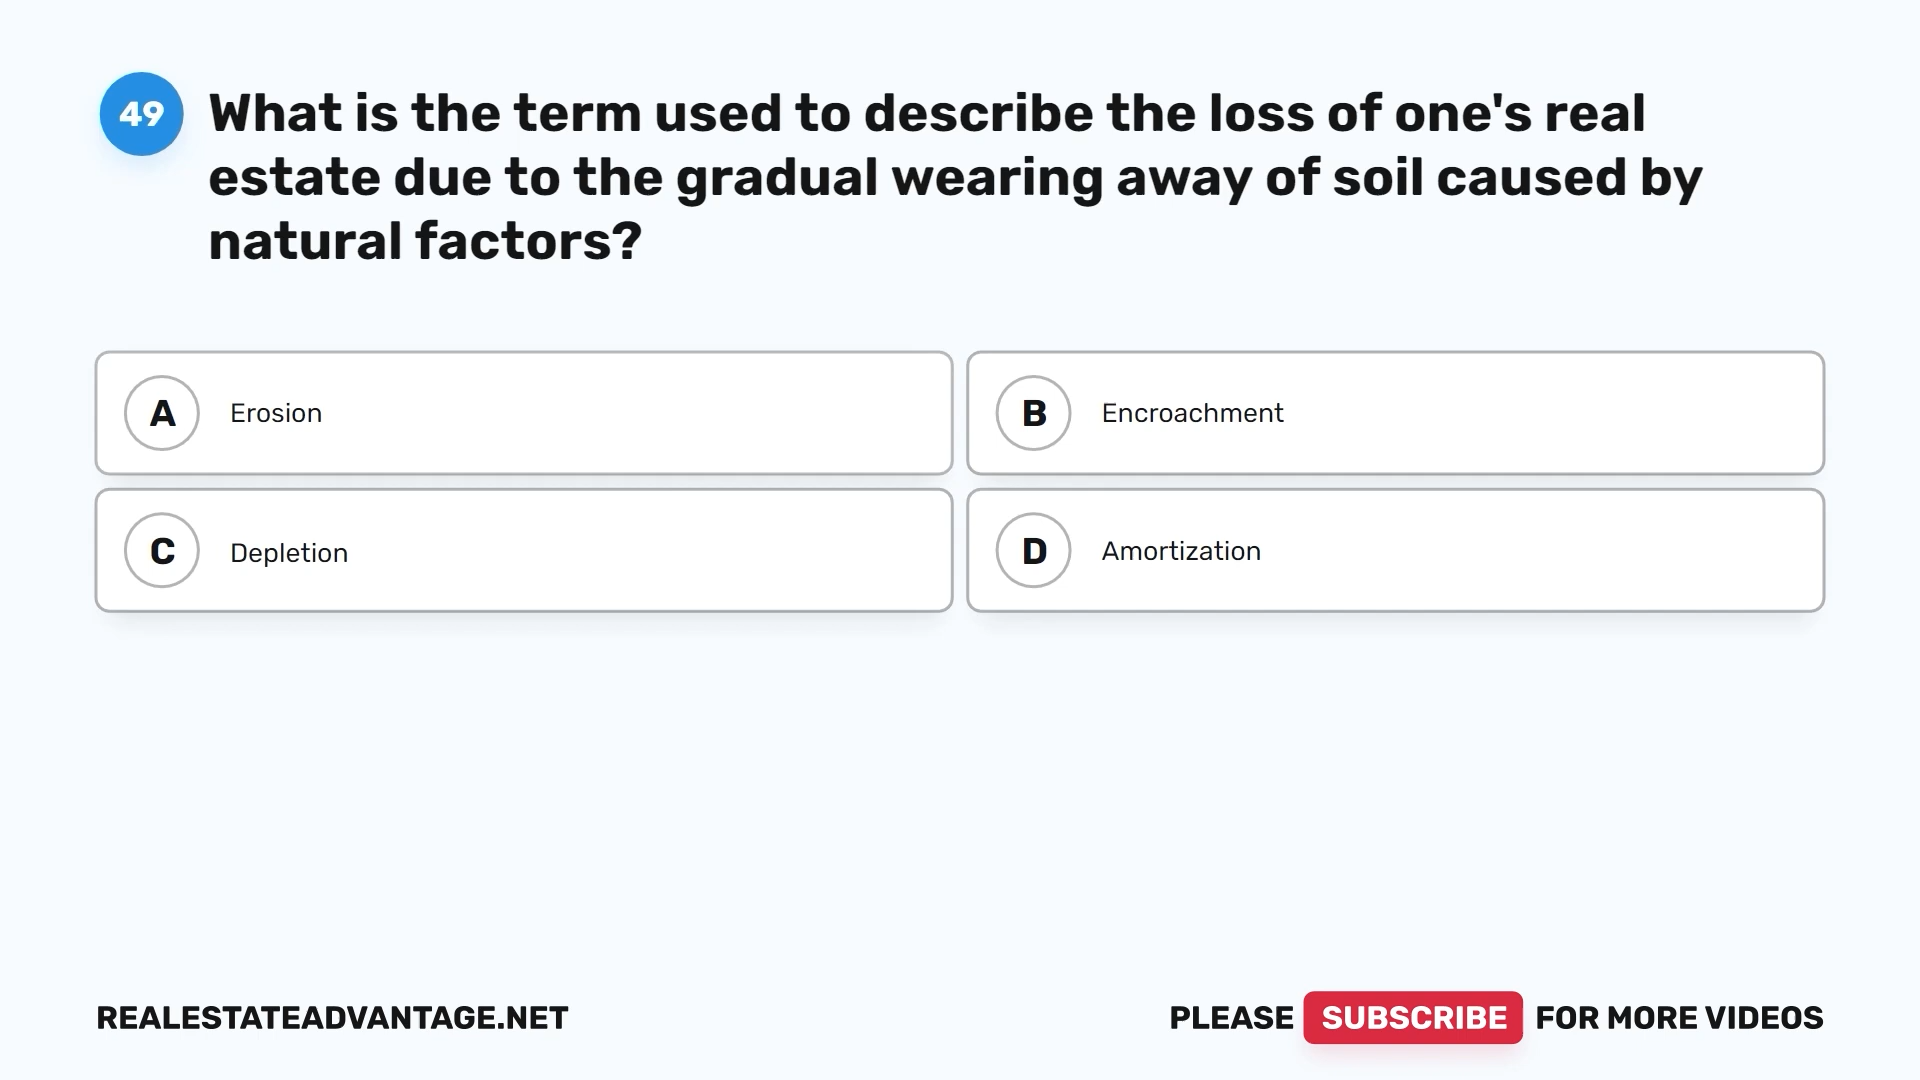 49
What is the term used to describe the loss of one's real
estate due to the gradual wearing away of soil caused by
natural factors?
A Erosion
B Encroachment
C Depletion
D Amortization
REALESTATEADVANTAGE.NET
PLEASE SUBSCRIBE FOR MORE VIDEOS